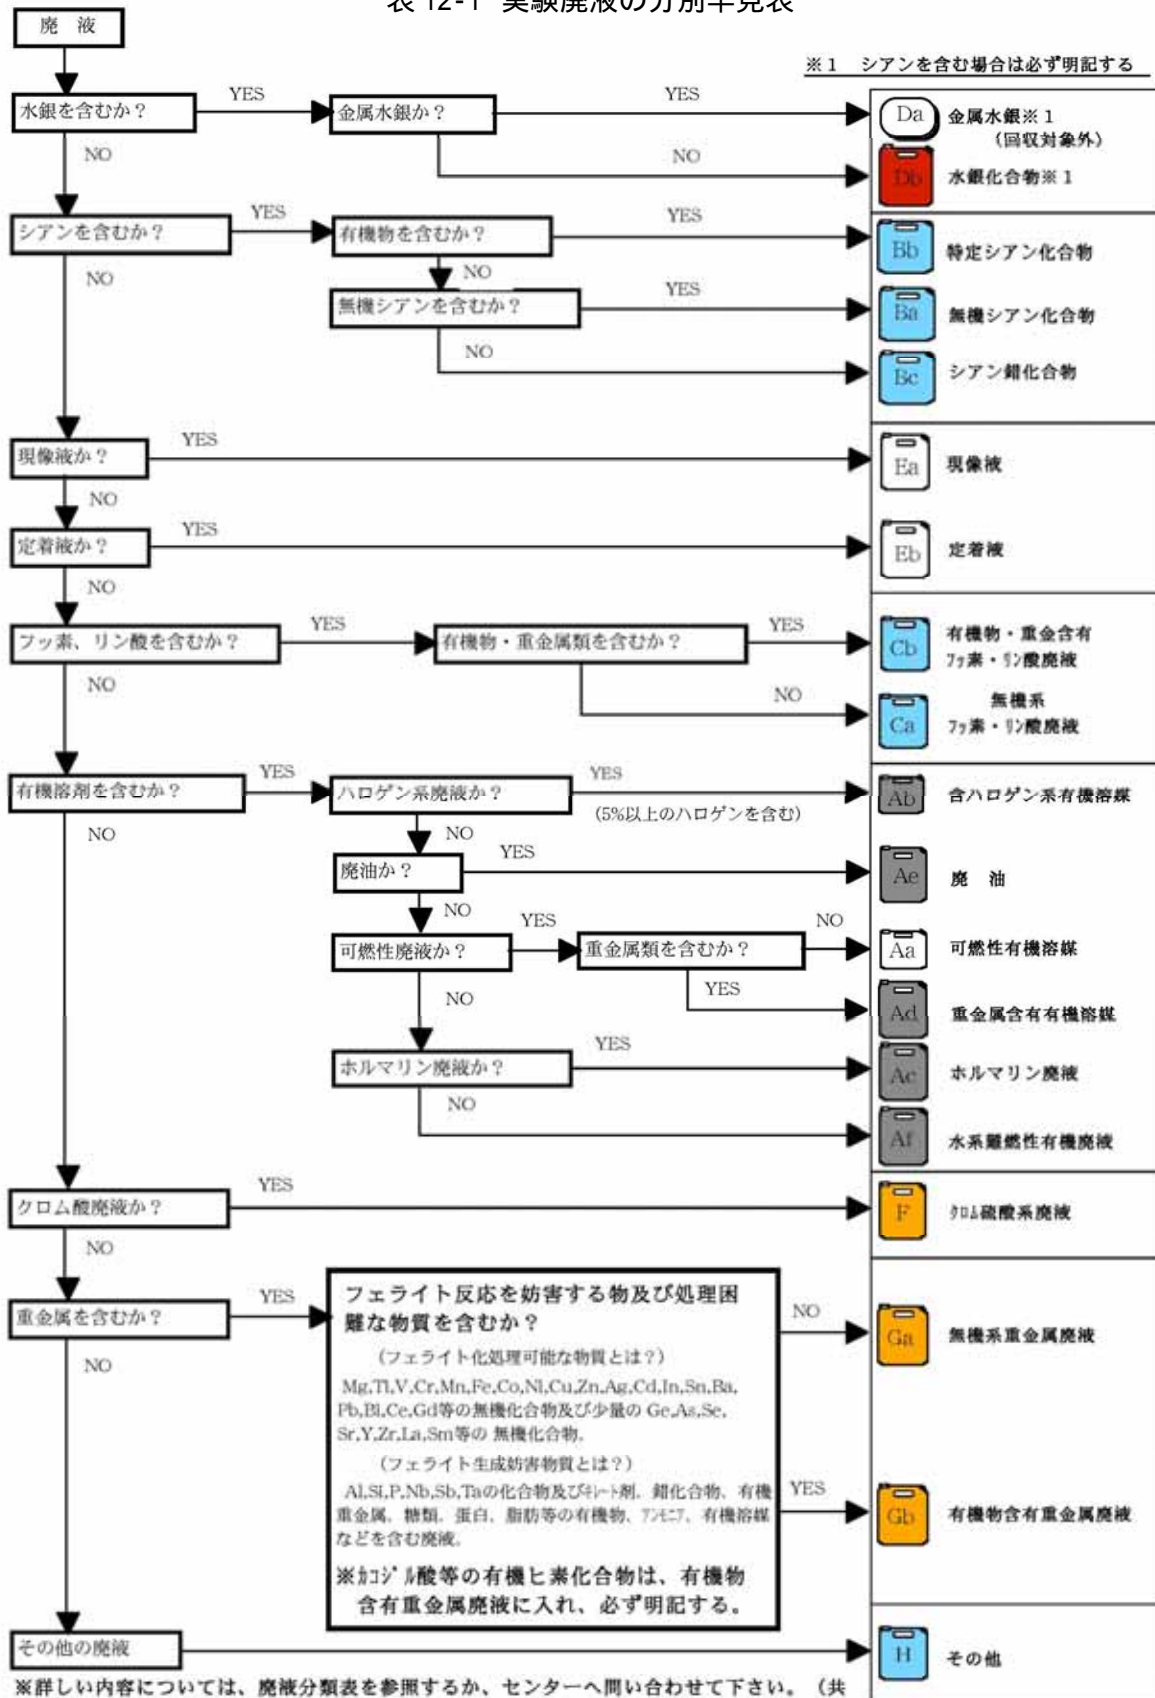 表 12-1 実験廃液の分別早見表
廃 液
※1 シアンを含む場合は必ず明記する
水銀を含むか?
YES
金属水銀か?
YES
Da
金属水銀※1
(回収対象外)
NO
NO
Db
水銀化合物※1
シアンを含むか?
YES
有機物を含むか?
YES
Bb
特定シアン化合物
NO
NO
無機シアンを含むか?
YES
Ba
無機シアン化合物
NO
Bc
シアン錯化合物
現像液か?
YES
Ea
現像液
NO
定着液か?
YES
Eb
定着液
NO
フッ素、リン酸を含むか?
YES
有機物・重金属類を含むか?
YES
Cb
有機物・重金含有
フッ素・リン酸廃液
NO
NO
Ca
無機系
フッ素・リン酸廃液
有機溶剤を含むか?
YES
ハロゲン系廃液か?
YES
(5%以上のハロゲンを含む)
Ab
含ハロゲン系有機溶媒
NO
NO
廃油か?
YES
Ae
廃 油
NO
可燃性廃液か?
YES
重金属類を含むか?
NO
Aa
可燃性有機溶媒
NO
YES
Ad
重金属含有有機溶媒
ホルマリン廃液か?
YES
Ac
ホルマリン廃液
NO
Af
水系難燃性有機廃液
クロム酸廃液か?
YES
F
クロム硫酸系廃液
NO
重金属を含むか?
YES
フェライト反応を妨害する物及び処理困
難な物質を含むか?
(フェライト化処理可能な物質とは?)
Mg,Ti,V,Cr,Mn,Fe,Co,Ni,Cu,Zn,Ag,Cd,In,Sn,Ba,
Pb,Bi,Ce,Gd等の無機化合物及び少量の Ge,As,Se,
Sr,Y,Zr,La,Sm等の 無機化合物。
(フェライト生成妨害物質とは?)
Al,Si,P,Nb,Sb,Taの化合物及びキレート剤、錯化合物、有機
重金属、糖類、蛋白、脂肪等の有機物、アンモニア、有機溶媒
などを含む廃液。
※カコジル酸等の有機ヒ素化合物は、有機物
含有重金属廃液に入れ、必ず明記する。
NO
Ga
無機系重金属廃液
NO
YES
Gb
有機物含有重金属廃液
その他の廃液
H
その他
※詳しい内容については、廃液分類表を参照するか、センターへ問い合わせて下さい。(共